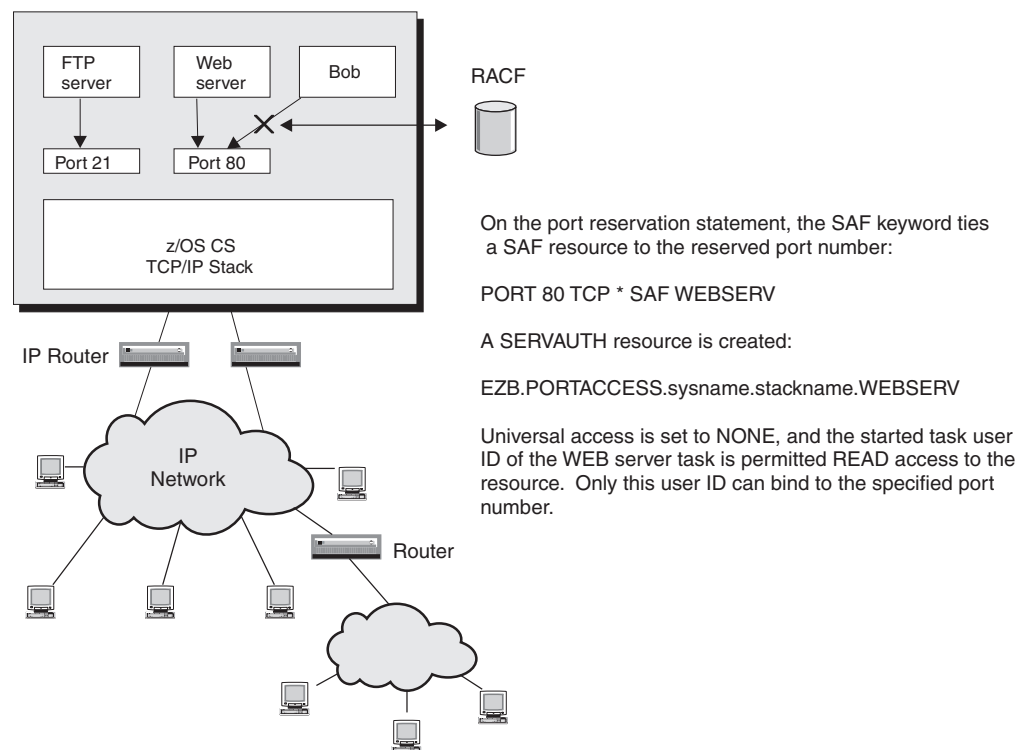 FTP
server
Web
server
Bob
RACF
Port 21
Port 80
z/OS CS
TCP/IP Stack
On the port reservation statement, the SAF keyword ties
a SAF resource to the reserved port number:
PORT 80 TCP * SAF WEBSERV
A SERVAUTH resource is created:
EZB.PORTACCESS.sysname.stackname.WEBSERV
Universal access is set to NONE, and the started task user
ID of the WEB server task is permitted READ access to the
resource. Only this user ID can bind to the specified port
number.
IP Router
IP
Network
Router